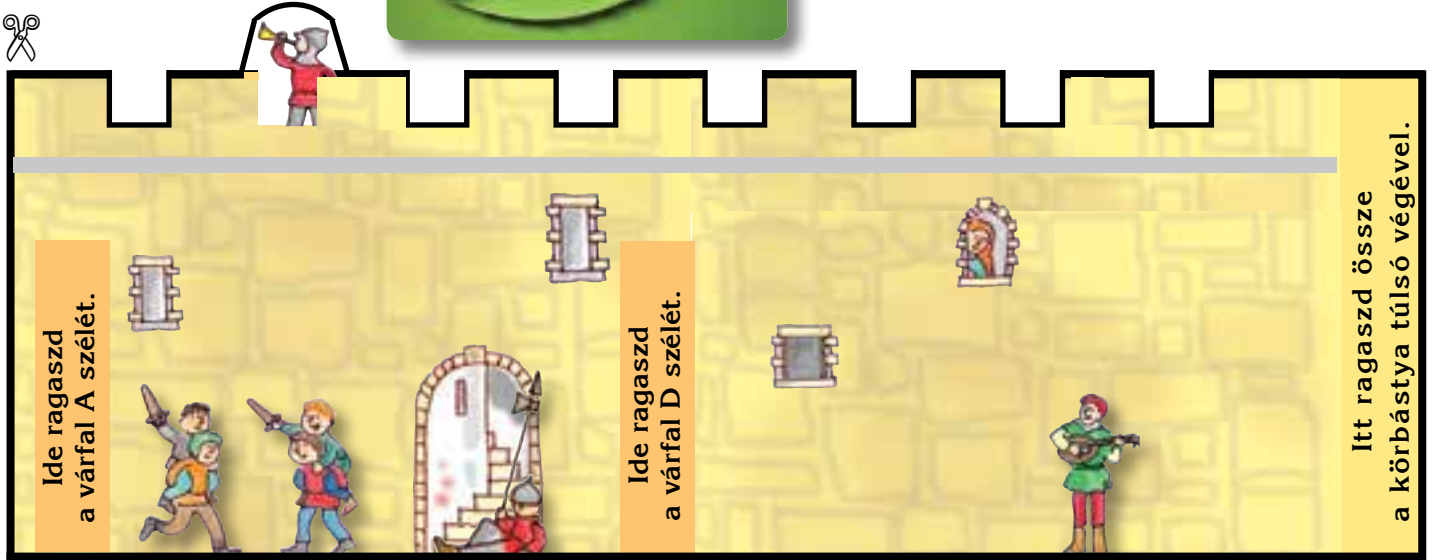 Ide ragaszd
a várfal A szélét.
Ide ragaszd
a várfal D szélét.
Itt ragaszd össze
a körbástya túlsó végével.